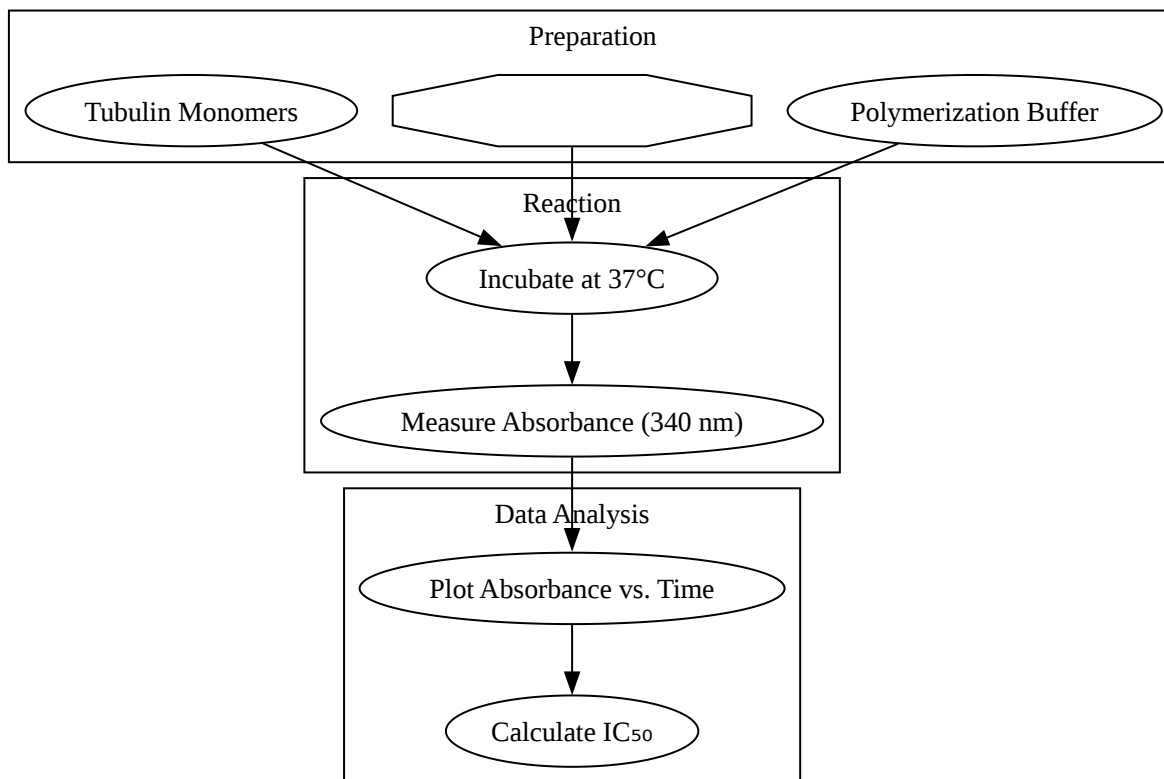 Preparation
Tubulin Monomers
Polymerization Buffer
Reaction
Incubate at 37°C
Measure Absorbance (340 nm)
Data Analysis
Plot Absorbance vs. Time
Calculate IC₅₀